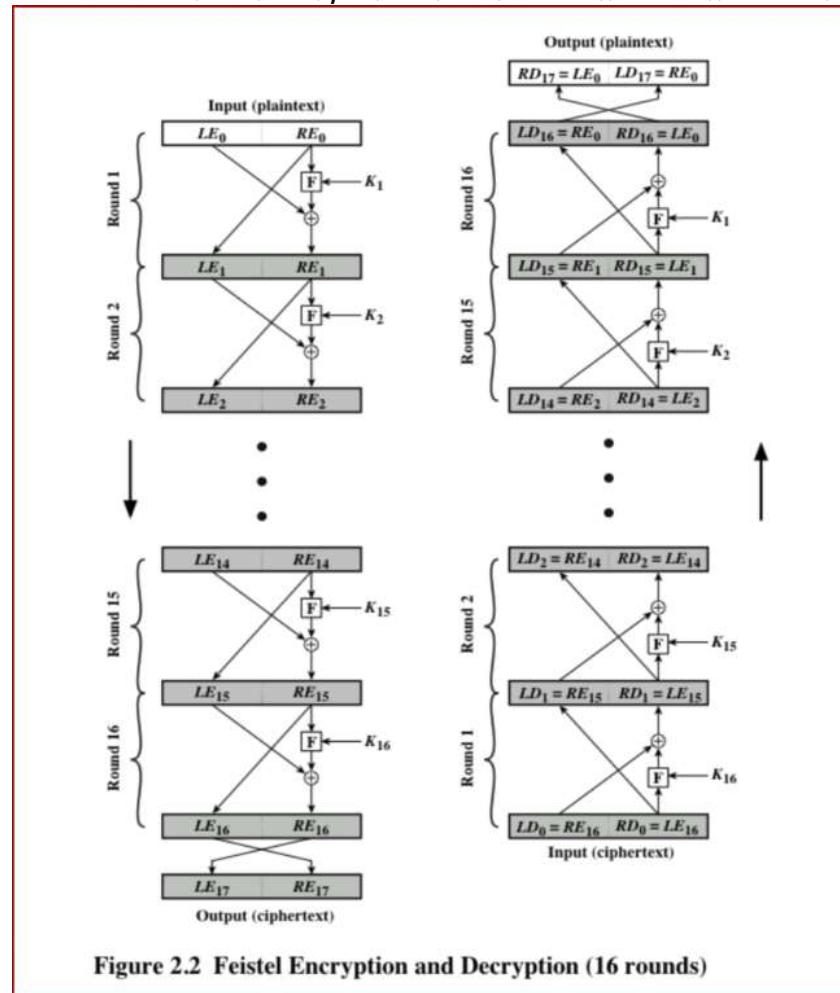 Input (plaintext)
LE0 RE0
Round 1
F
K1
LE1 RE1
Round 2
F
K2
LE2 RE2
LE14 RE14
Round 15
F
K15
LE15 RE15
Round 16
F
K16
LE16 RE16
LE17 RE17
Output (ciphertext)
Output (plaintext)
RD17 = LE0 LD17 = RE0
LD16 = RE0 RD16 = LE0
Round 16
F
K1
LD15 = RE1 RD15 = LE1
Round 15
F
K2
LD14 = RE2 RD14 = LE2
LD2 = RE14 RD2 = LE14
Round 2
F
K15
LD1 = RE15 RD1 = LE15
Round 1
F
K16
LD0 = RE16 RD0 = LE16
Input (ciphertext)
Figure 2.2 Feistel Encryption and Decryption (16 rounds)